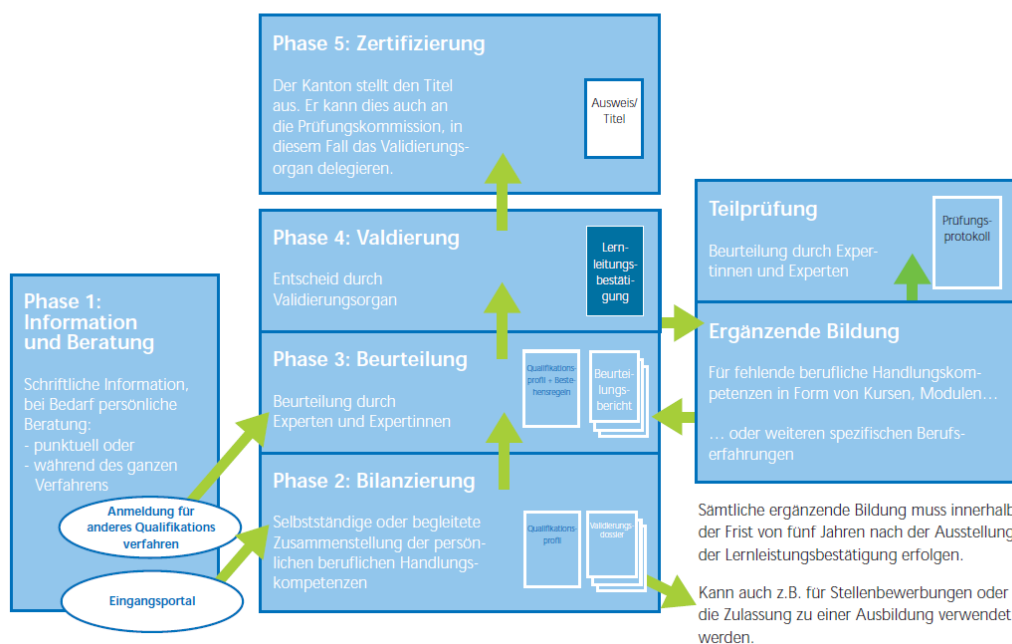 Phase 5: Zertifizierung
Der Kanton stellt den Titel
aus. Er kann dies auch an
die Prüfungskommission, in
diesem Fall das Validierungs-
organ delegieren.
Ausweis/
Titel
Phase 4: Valdierung
Entscheid durch
Validierungsorgan
Lern-
leitungs-
bestäti-
gung
Teilprüfung
Beurteilung durch Exper-
tinnen und Experten
Prüfungs-
protokoll
Phase 1:
Information
und Beratung
Schriftliche Information,
bei Bedarf persönliche
Beratung:
- punktuell oder
- während des ganzen
Verfahrens
Anmeldung für
anderes Qualifikations
verfahren
Eingangsportal
Phase 3: Beurteilung
Beurteilung durch
Experten und Expertinnen
Qualifikations-
profil + Beste-
hensregeln
Beurtei-
lungs-
bericht
Ergänzende Bildung
Für fehlende berufliche Handlungskom-
petenzen in Form von Kursen, Modulen…
… oder weiteren spezifischen Berufs-
erfahrungen
Phase 2: Bilanzierung
Selbstständige oder begleitete
Zusammenstellung der persön-
lichen beruflichen Handlungs-
kompetenzen
Qualifikations-
profil
Validierungs-
dossier
Sämtliche ergänzende Bildung muss innerhalb
der Frist von fünf Jahren nach der Ausstellung
der Lernleistungsbestätigung erfolgen.
Kann auch z.B. für Stellenbewerbungen oder
die Zulassung zu einer Ausbildung verwendet
werden.